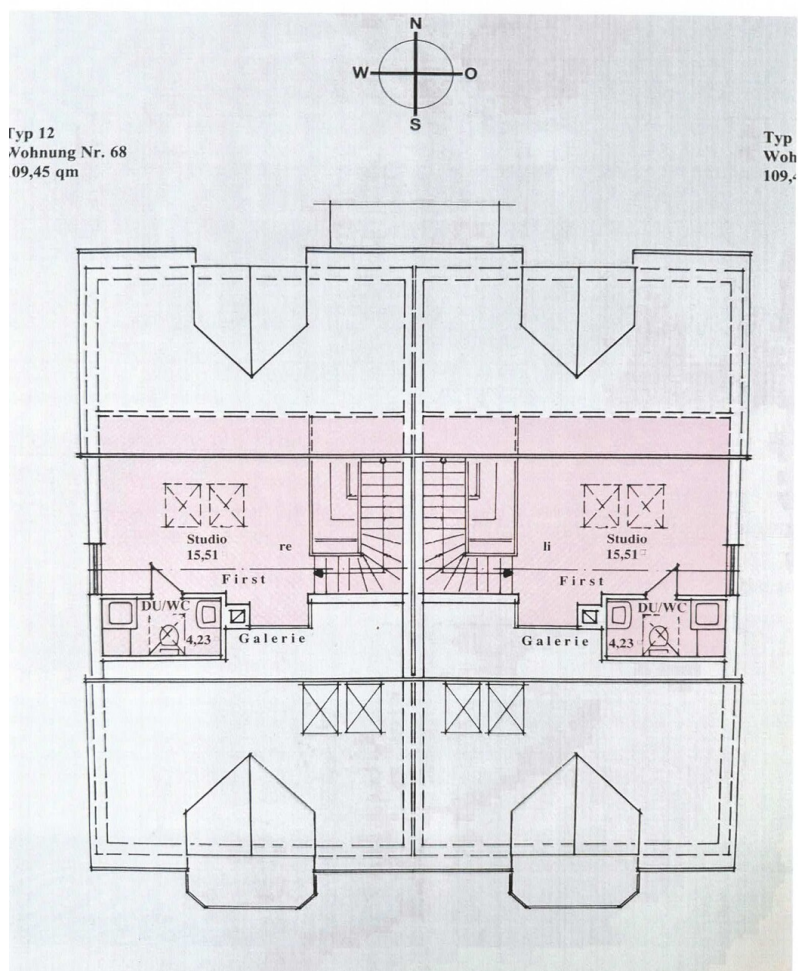 N
W O
S
Typ 12
Wohnung Nr. 68
109,45 qm
Typ
Woh
109,4
Studio
15,51
re
First
DU/WC
4,23
Galerie
Studio
15,51
li
First
DU/WC
4,23
Galerie